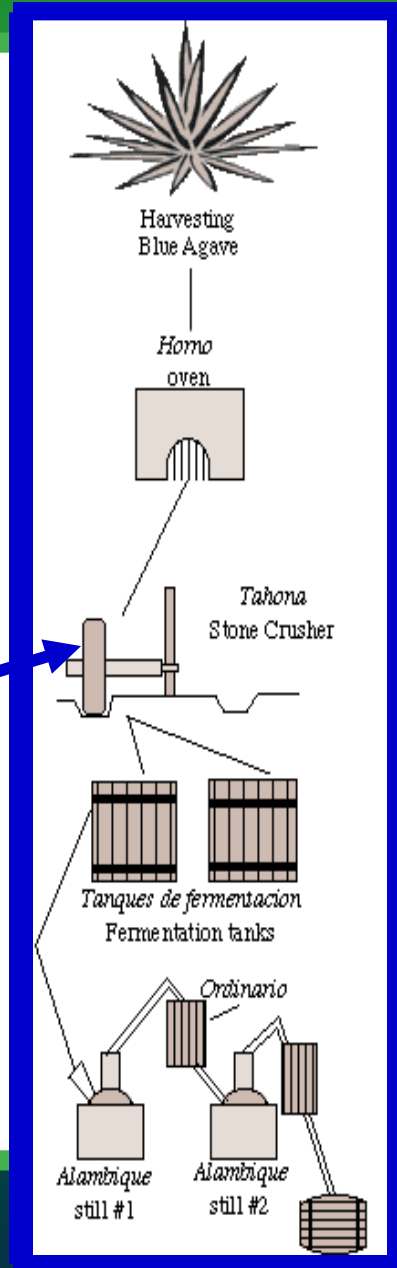 Harvesting
Blue Agave
Horno
oven
Tahona
Stone Crusher
Tanques de fermentacion
Fermentation tanks
Ordinario
Alambique
still #1
Alambique
still #2